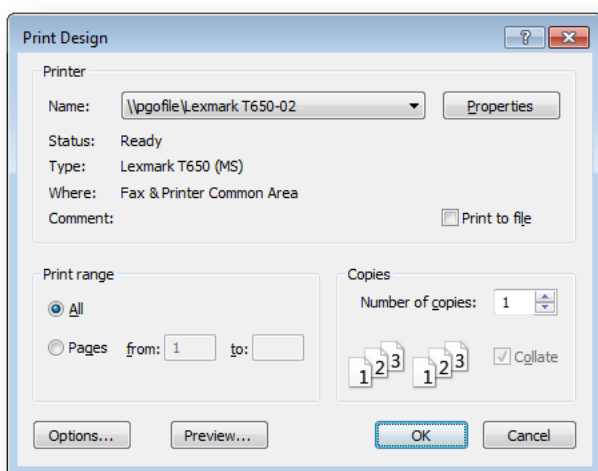 Print Design
Printer
Name: \\pgofile\Lexmark T650-02 Properties
Status: Ready
Type: Lexmark T650 (MS)
Where: Fax & Printer Common Area
Comment: Print to file
Print range
All
Pages from: 1 to:
Copies
Number of copies: 1
1 2 3 1 2 3 Collate
Options... Preview... OK Cancel